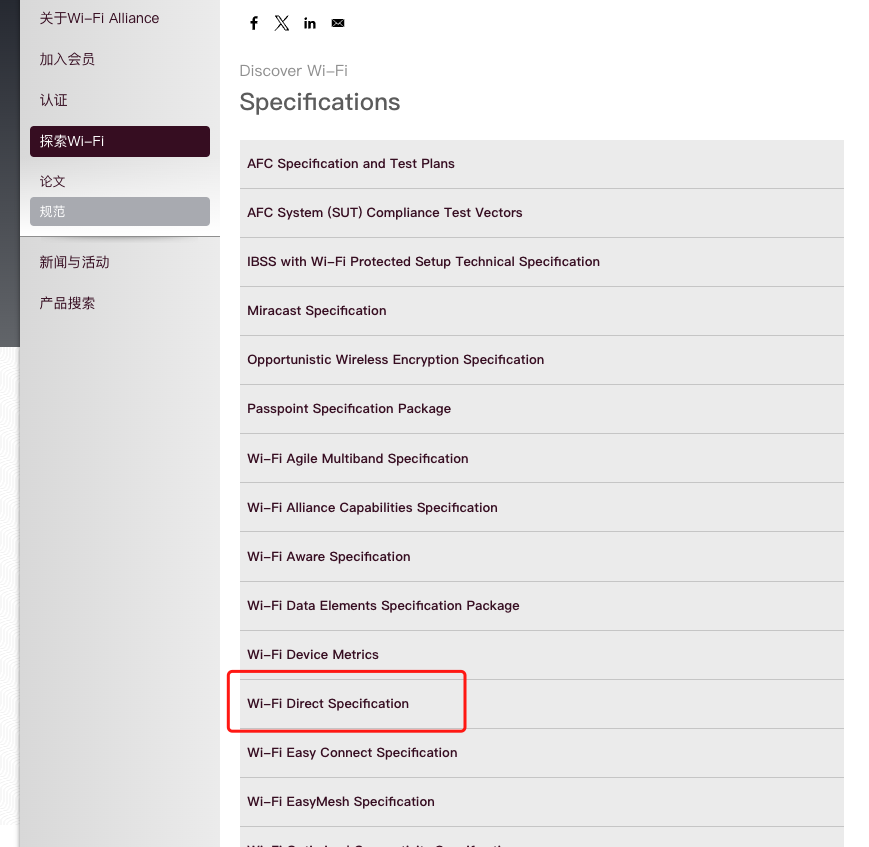 关于Wi-Fi Alliance
加入会员
认证
探索Wi-Fi
论文
规范
新闻与活动
产品搜索
Discover Wi-Fi
Specifications
AFC Specification and Test Plans
AFC System (SUT) Compliance Test Vectors
IBSS with Wi-Fi Protected Setup Technical Specification
Miracast Specification
Opportunistic Wireless Encryption Specification
Passpoint Specification Package
Wi-Fi Agile Multiband Specification
Wi-Fi Alliance Capabilities Specification
Wi-Fi Aware Specification
Wi-Fi Data Elements Specification Package
Wi-Fi Device Metrics
Wi-Fi Direct Specification
Wi-Fi Easy Connect Specification
Wi-Fi EasyMesh Specification